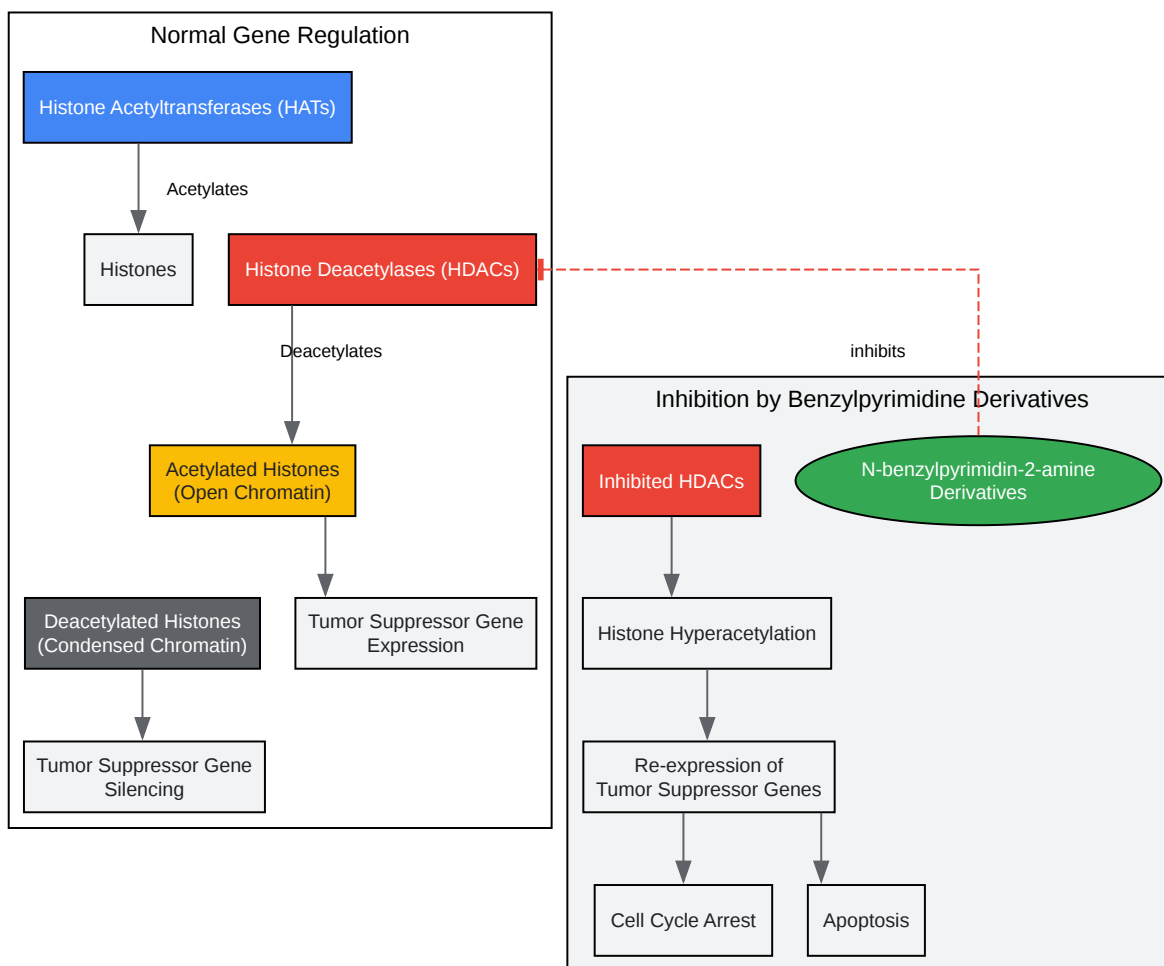 Normal Gene Regulation
Histone Acetyltransferases (HATs)
Acetylates
Histones
Histone Deacetylases (HDACs)
Deacetylates
inhibits
Acetylated Histones
(Open Chromatin)
Deacetylated Histones
(Condensed Chromatin)
Tumor Suppressor Gene
Expression
Tumor Suppressor Gene
Silencing
Inhibition by Benzylpyrimidine Derivatives
Inhibited HDACs
N-benzylpyrimidin-2-amine
Derivatives
Histone Hyperacetylation
Re-expression of
Tumor Suppressor Genes
Cell Cycle Arrest
Apoptosis